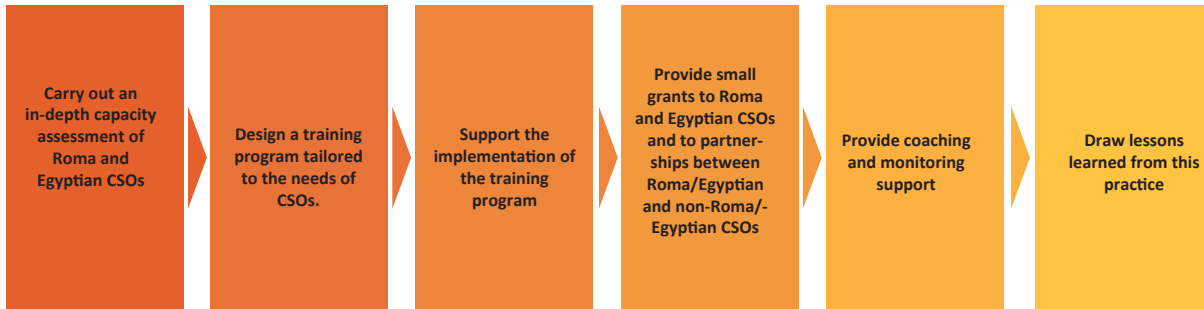 Carry out an
in-depth capacity
assessment of
Roma and
Egyptian CSOs
Design a training
program tailored
to the needs of
CSOs.
Support the
implementation of
the training
program
Provide small
grants to Roma
and Egyptian CSOs
and to partner-
ships between
Roma/Egyptian
and non-Roma/-
Egyptian CSOs
Provide coaching
and monitoring
support
Draw lessons
learned from this
practice